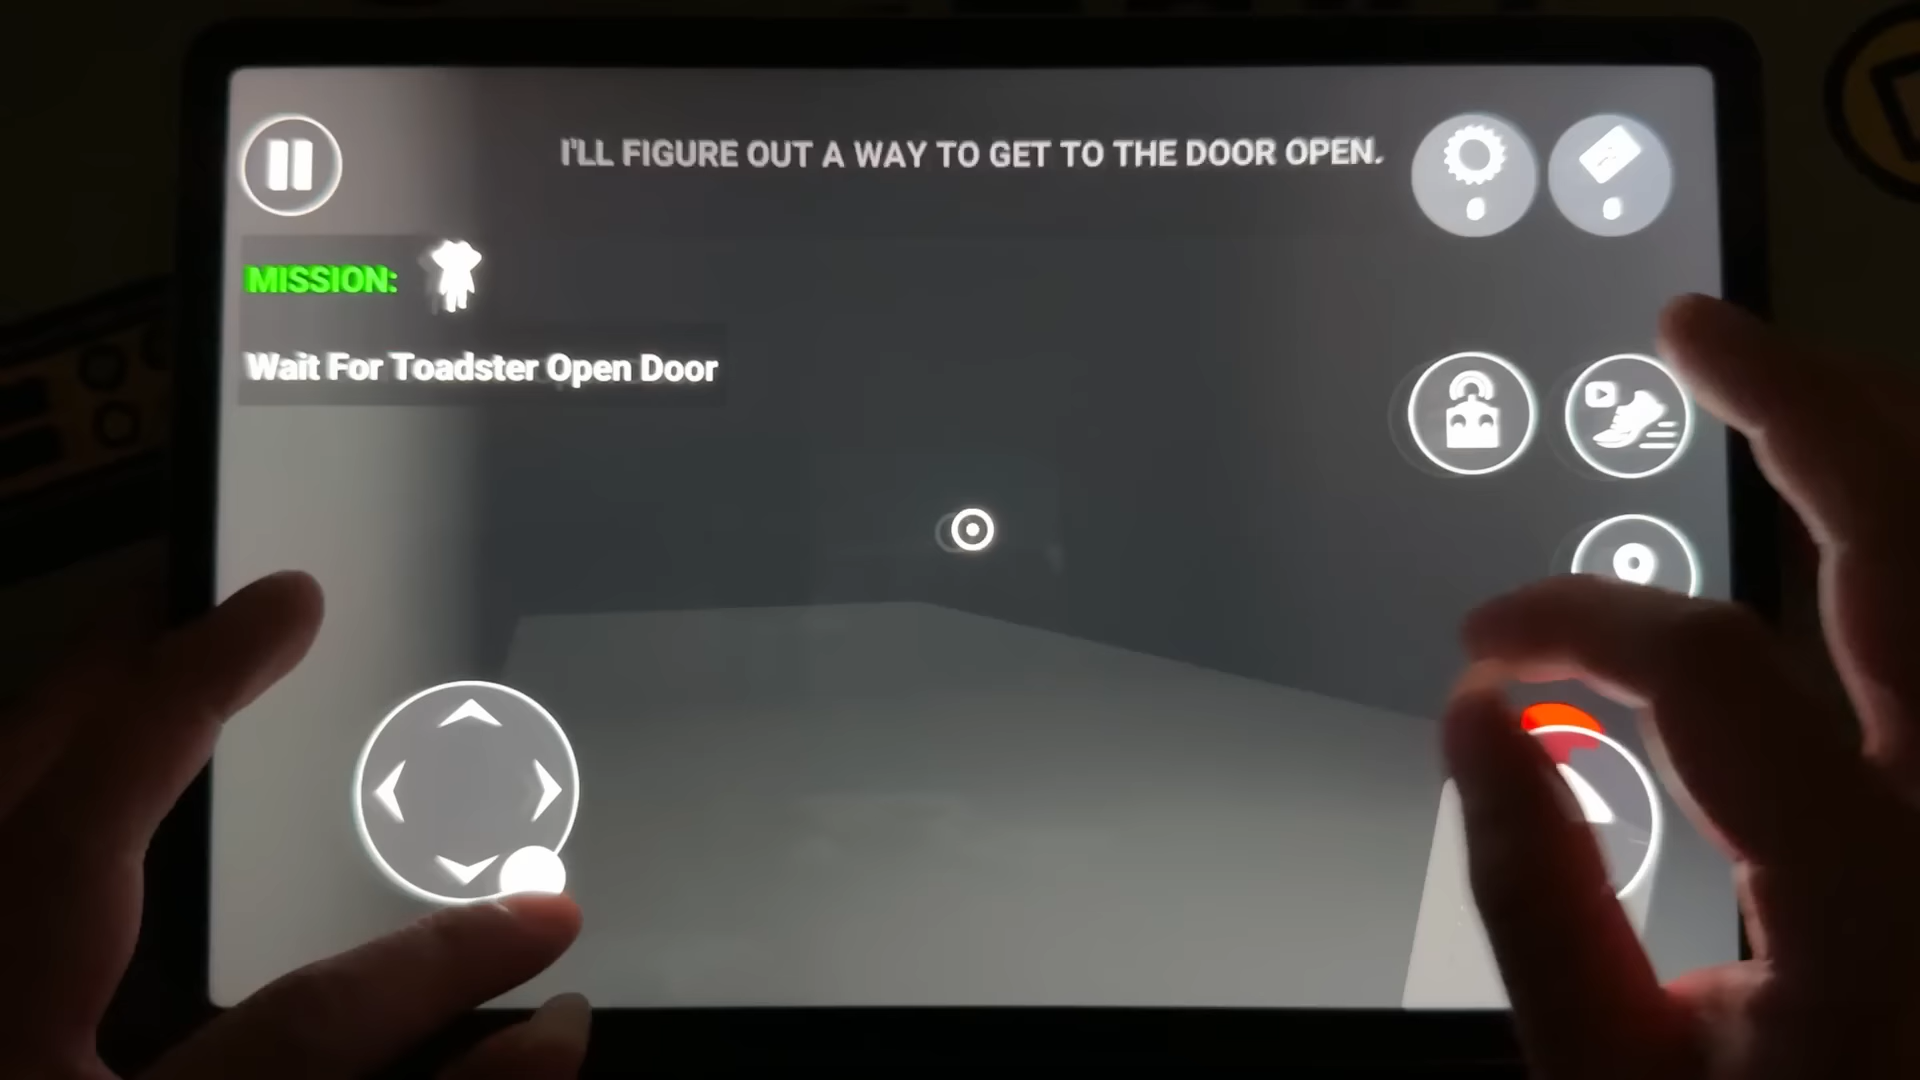 I'LL FIGURE OUT A WAY TO GET TO THE DOOR OPEN.
MISSION:
Wait For Toadster Open Door